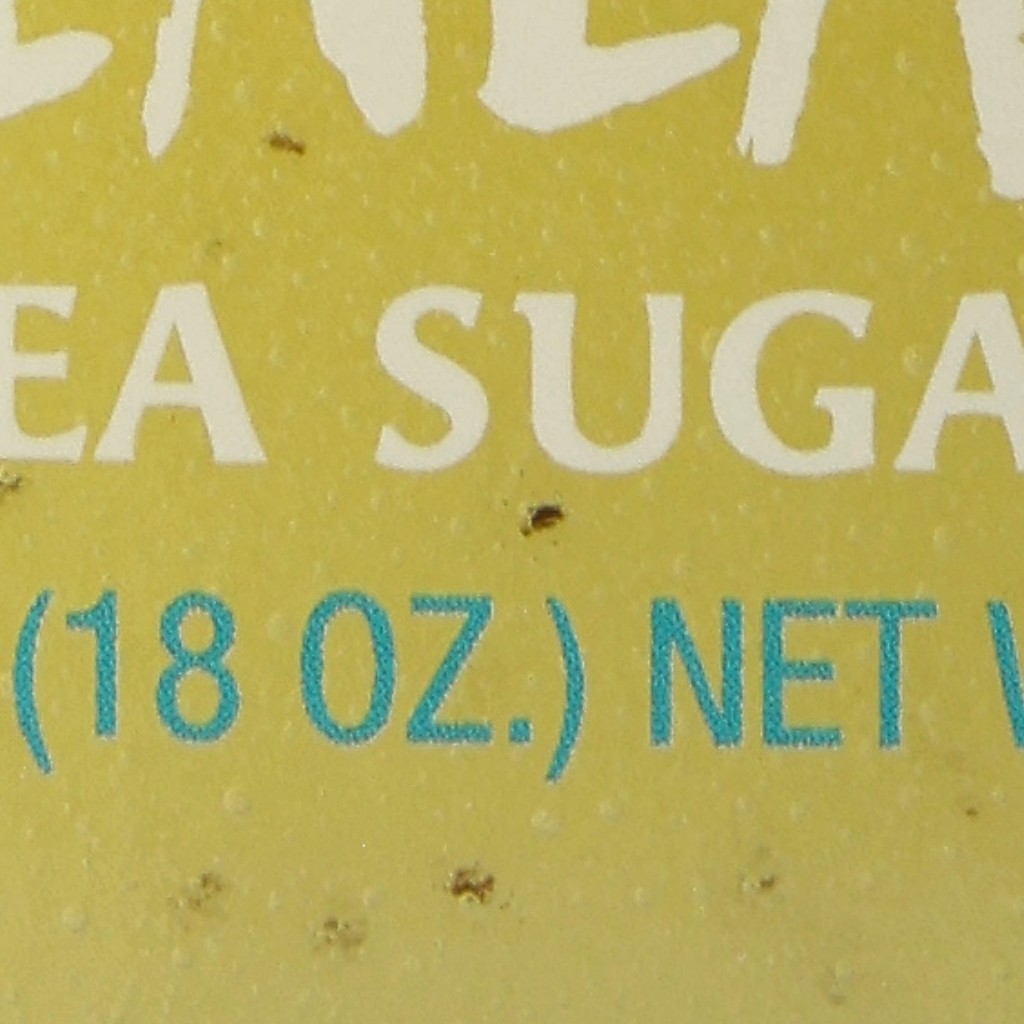 EA SUGA
(18 OZ.) NET